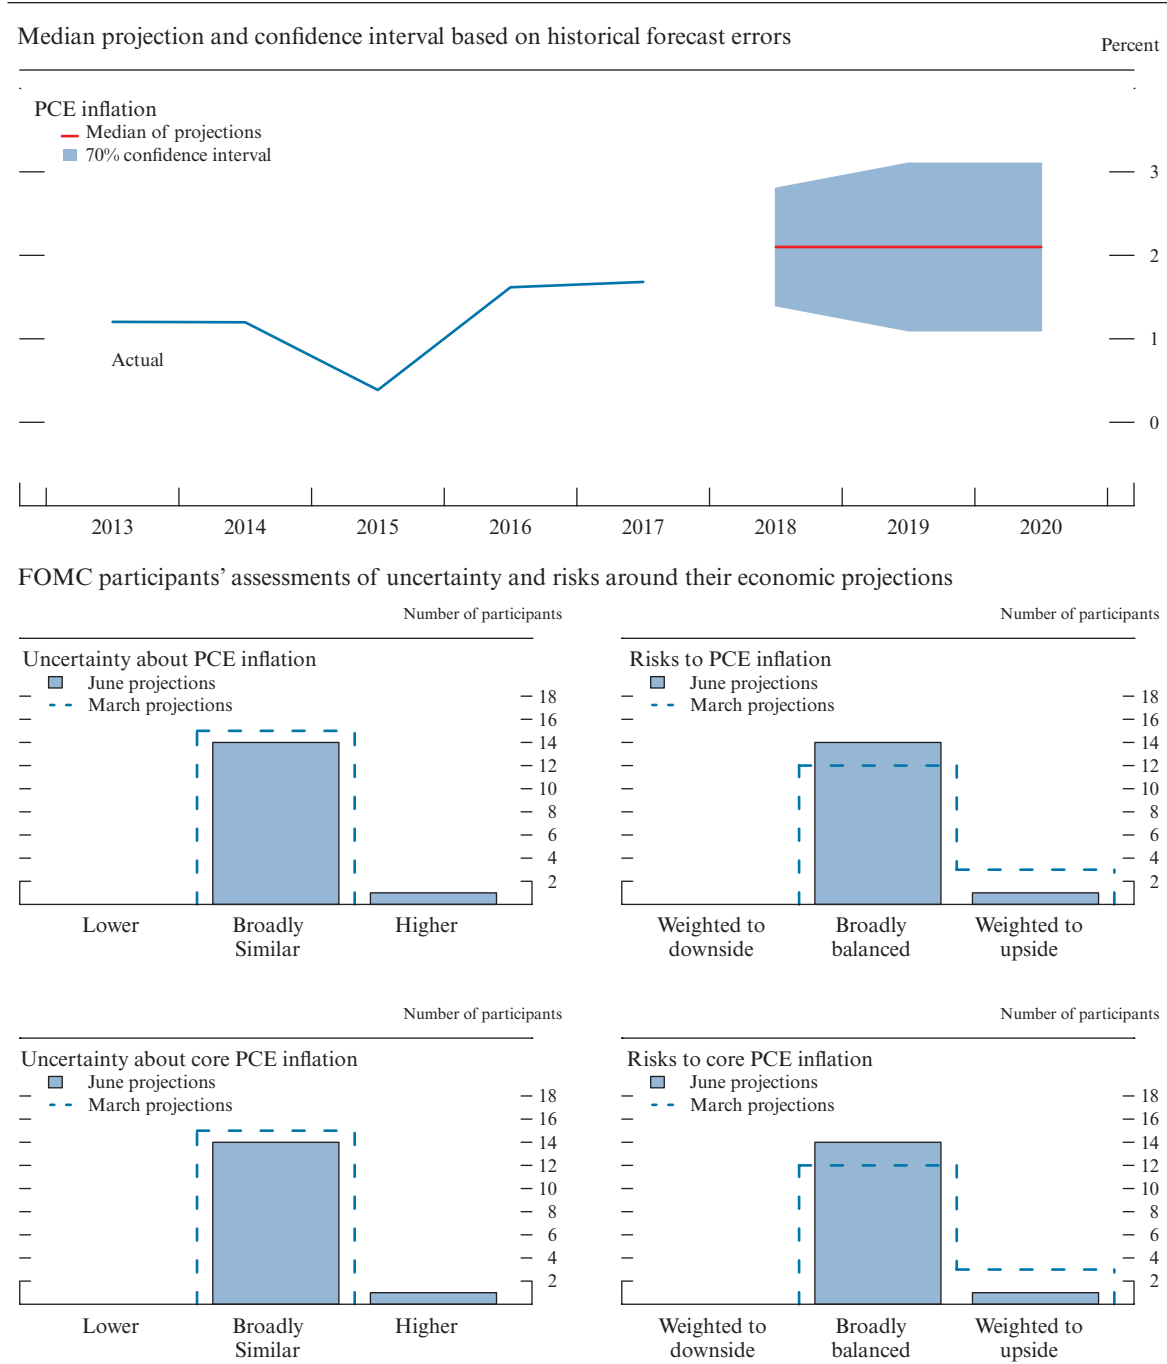 Median projection and confidence interval based on historical forecast errors
Percent
PCE inflation
Median of projections
70% confidence interval
3
2
1
0
Actual
2013 2014 2015 2016 2017 2018 2019 2020
FOMC participants’ assessments of uncertainty and risks around their economic projections
Number of participants
Uncertainty about PCE inflation
June projections
March projections
18
16
14
12
10
8
6
4
2
Lower Broadly Higher
Similar
Number of participants
Risks to PCE inflation
June projections
March projections
18
16
14
12
10
8
6
4
2
Weighted to Broadly Weighted to
downside balanced upside
Number of participants
Uncertainty about core PCE inflation
June projections
March projections
18
16
14
12
10
8
6
4
2
Lower Broadly Higher
Similar
Number of participants
Risks to core PCE inflation
June projections
March projections
18
16
14
12
10
8
6
4
2
Weighted to Broadly Weighted to
downside balanced upside